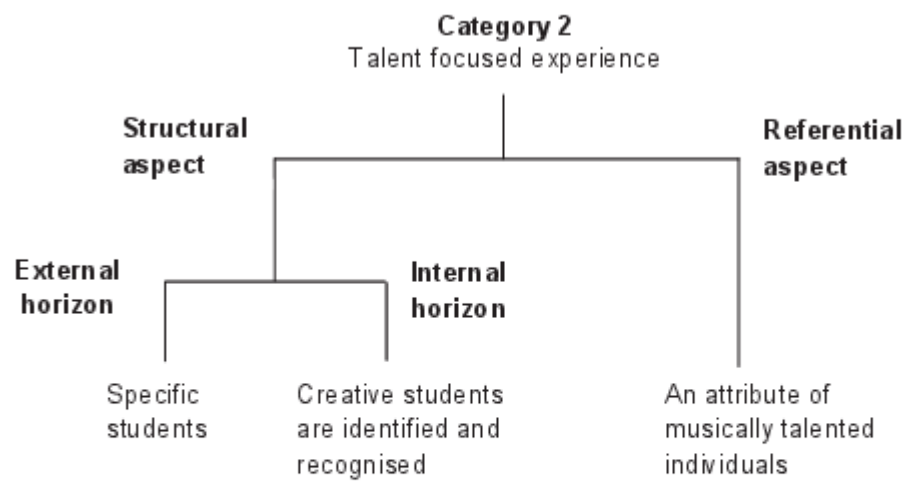 Category 2
Talent focused experience
Structural
aspect
Referential
aspect
External
horizon
Internal
horizon
Specific
students
Creative students
are identified and
recognised
An attribute of
musically talented
individuals